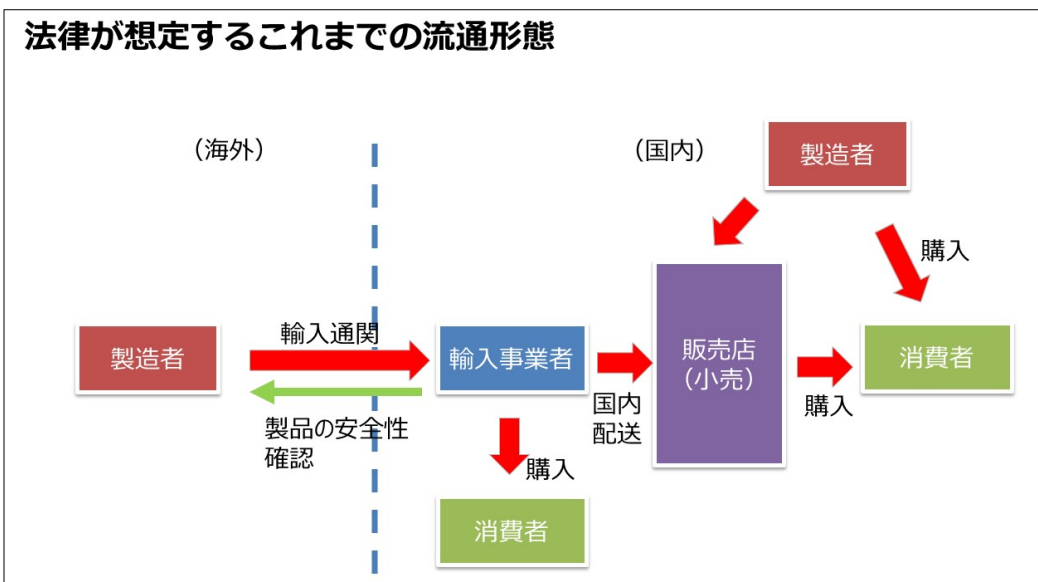 法律が想定するこれまでの流通形態
（海外）
（国内）
製造者
購入
製造者
輸入通関
輸入事業者
販売店
（小売）
消費者
製品の安全性
確認
国内
配送
購入
購入
消費者